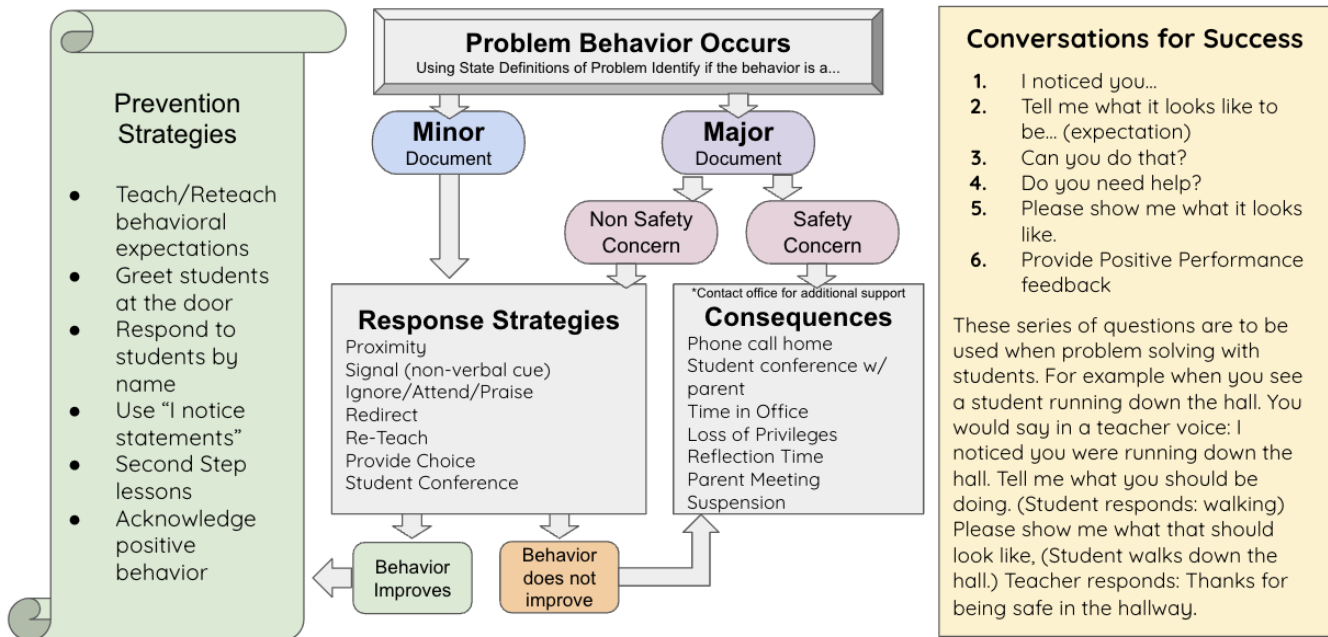 Prevention
Strategies
● Teach/Reteach
behavioral
expectations
● Greet students
at the door
● Respond to
students by
name
● Use “I notice
statements”
● Second Step
lessons
● Acknowledge
positive
behavior
Problem Behavior Occurs
Using State Definitions of Problem Identify if the behavior is a...
Minor
Document
Major
Document
Non Safety
Concern
Safety
Concern
Response Strategies
Proximity
Signal (non-verbal cue)
Ignore/Attend/Praise
Redirect
Re-Teach
Provide Choice
Student Conference
*Contact office for additional support
Consequences
Phone call home
Student conference w/
parent
Time in Office
Loss of Privileges
Reflection Time
Parent Meeting
Suspension
Behavior
Improves
Behavior
does not
improve
Conversations for Success
1. I noticed you...
2. Tell me what it looks like to
be... (expectation)
3. Can you do that?
4. Do you need help?
5. Please show me what it looks
like.
6. Provide Positive Performance
feedback
These series of questions are to be
used when problem solving with
students. For example when you see
a student running down the hall. You
would say in a teacher voice: I
noticed you were running down the
hall. Tell me what you should be
doing. (Student responds: walking)
Please show me what that should
look like, (Student walks down the
hall.) Teacher responds: Thanks for
being safe in the hallway.